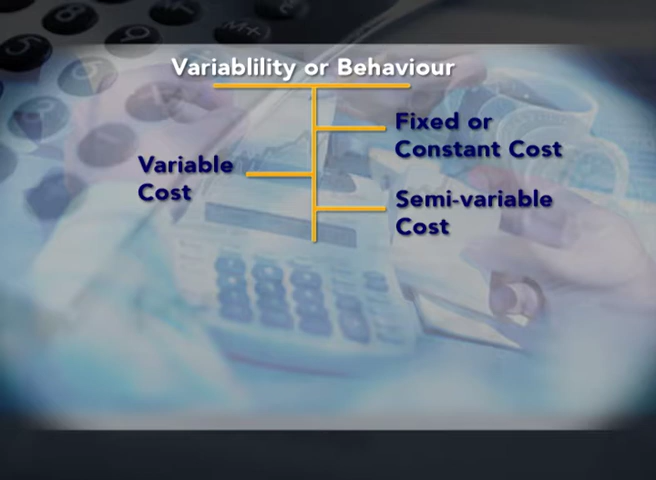 Variablility or Behaviour
Fixed or
Constant Cost
Variable
Cost
Semi-variable
Cost